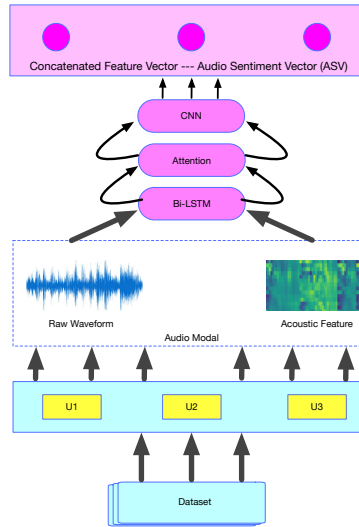 Concatenated Feature Vector --- Audio Sentiment Vector (ASV)
CNN
Attention
Bi-LSTM
Raw Waveform
Acoustic Feature
Audio Modal
U1
U2
U3
Dataset